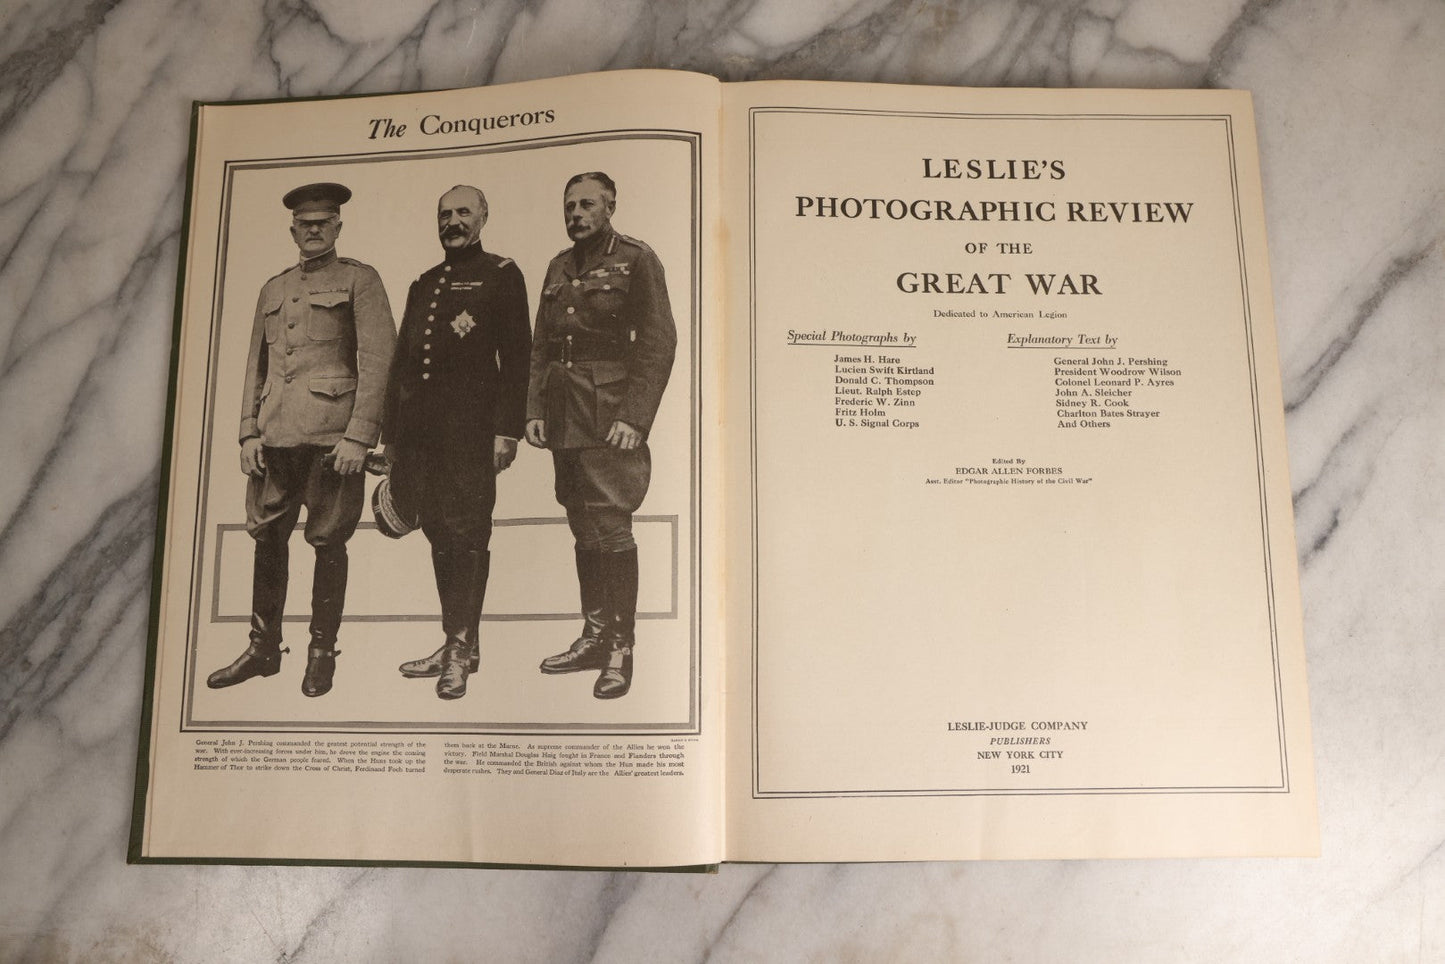 The Conquerors
General John J. Pershing commanded the greatest potential strength of the
war. With ever-increasing forces under him, he drove the engine the coming
strength of which the German people feared. When the Huns took up the
Hammer of Thor to strike down the Cross of Christ, Ferdinand Foch turned
them back at the Marne. As supreme commander of the Allies he won the
victory. Field Marshal Douglas Haig fought in France and Flanders through
the war. He commanded the British against whom the Hun made his most
desperate rushes. They and General Diaz of Italy are the Allies' greatest leaders.
LESLIE'S
PHOTOGRAPHIC REVIEW
OF THE
GREAT WAR
Dedicated to American Legion
Special Photographs by
James H. Hare
Lucien Swift Kirtland
Donald C. Thompson
Lieut. Ralph Estep
Frederic W. Zinn
Fritz Holm
U. S. Signal Corps
Explanatory Text by
General John J. Pershing
President Woodrow Wilson
Colonel Leonard P. Ayres
John A. Sleicher
Sidney R. Cook
Charlton Bates Strayer
And Others
Edited By
EDGAR ALLEN FORBES
Asst. Editor "Photographic History of the Civil War"
LESLIE-JUDGE COMPANY
PUBLISHERS
NEW YORK CITY
1921